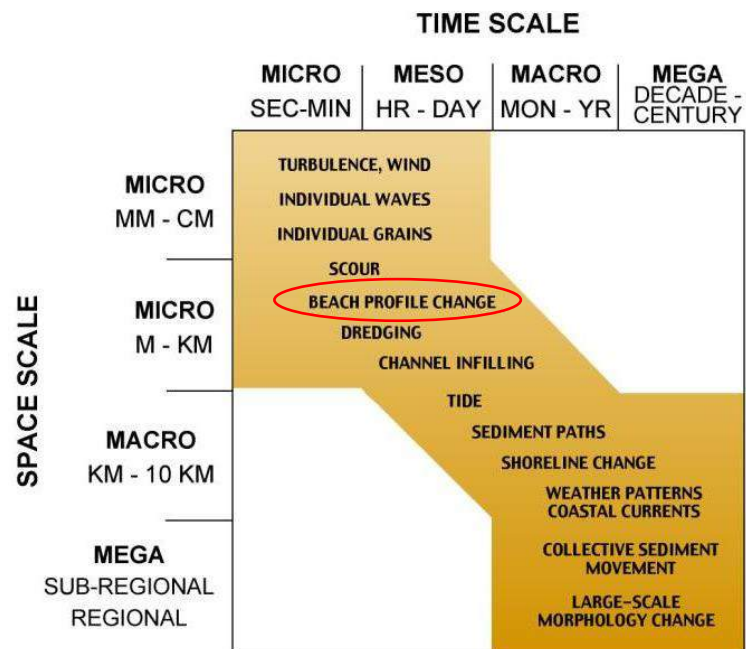 TIME SCALE
MICRO MESO MACRO MEGA
SEC-MIN HR - DAY MON - YR DECADE -
CENTURY
SPACE SCALE
MICRO
MM - CM
MICRO
M - KM
MACRO
KM - 10 KM
MEGA
SUB-REGIONAL
REGIONAL
TURBULENCE, WIND
INDIVIDUAL WAVES
INDIVIDUAL GRAINS
SCOUR
BEACH PROFILE CHANGE
DREDGING
CHANNEL INFILLING
TIDE
SEDIMENT PATHS
SHORELINE CHANGE
WEATHER PATTERNS
COASTAL CURRENTS
COLLECTIVE SEDIMENT
MOVEMENT
LARGE-SCALE
MORPHOLOGY CHANGE